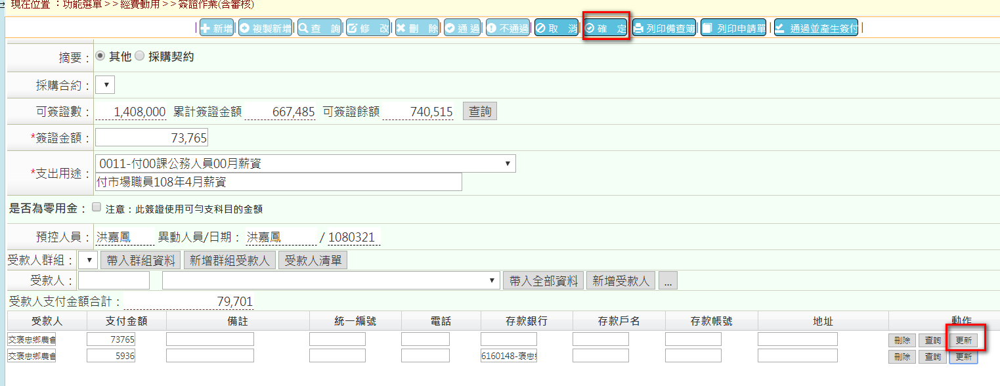 現在位置：功能選單>>經費動用>>簽證作業(含審核)
| 新增 | 複製新增 | 查 詢 | 修 改 | 刪 除 | 通過 | 不通過 | 取 消 | 確 定 | 列印備查簿 | 列印申請單 | 通過並產生簽付 |
摘要： 其他 採購契約
採購合約： ▼
可簽證數： 1,408,000 累計簽證金額 667,485 可簽證餘額 740,515 查詢
*簽證金額： 73,765
*支出用途： 0011-付00課公務人員00月薪資 ▼
付市場職員108年4月薪資
是否為零用金： 注意：此簽證使用可勻支科目的金額
預控人員： 洪嘉鳳 異動人員/日期： 洪嘉鳳 / 1080321
受款人群組： ▼ 帶入群組資料 新增群組受款人 受款人清單
受款人： ▼ 帶入全部資料 新增受款人 ...
受款人支付金額合計： 79,701
受款人 支付金額 備註 統一編號 電話 存款銀行 存款戶名 存款帳號 地址 動作
交褒忠鄉農會 73765 刪除 查詢 更新
交褒忠鄉農會 5936 6160148-褒忠 刪除 查詢 更新